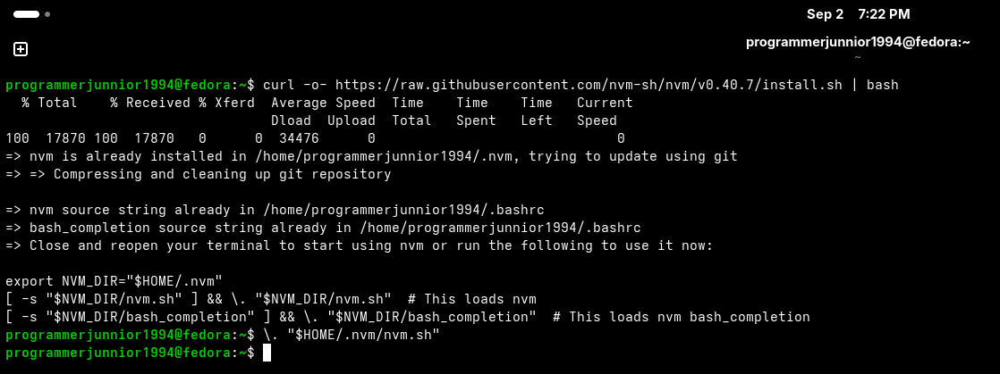 Sep 2 7:22 PM
programmerjunnior1994@fedora:~
~
programmerjunnior1994@fedora:~$ curl -o- https://raw.githubusercontent.com/nvm-sh/nvm/v0.40.7/install.sh | bash
  % Total    % Received % Xferd  Average Speed   Time    Time     Time   Current
                                 Dload  Upload   Total   Spent    Left   Speed
100  17870 100  17870   0      0  34476      0                              0
=> nvm is already installed in /home/programmerjunnior1994/.nvm, trying to update using git
=> => Compressing and cleaning up git repository
=> nvm source string already in /home/programmerjunnior1994/.bashrc
=> bash_completion source string already in /home/programmerjunnior1994/.bashrc
=> Close and reopen your terminal to start using nvm or run the following to use it now:
export NVM_DIR="$HOME/.nvm"
[ -s "$NVM_DIR/nvm.sh" ] && \. "$NVM_DIR/nvm.sh"  # This loads nvm
[ -s "$NVM_DIR/bash_completion" ] && \. "$NVM_DIR/bash_completion"  # This loads nvm bash_completion
programmerjunnior1994@fedora:~$ \. "$HOME/.nvm/nvm.sh"
programmerjunnior1994@fedora:~$